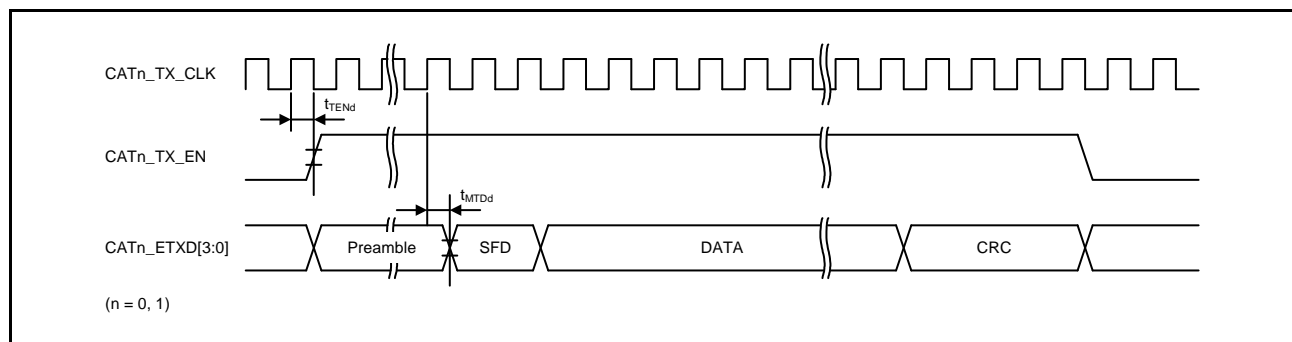 CATn_TX_CLK
tTENd
CATn_TX_EN
tMTDd
CATn_ETXD[3:0]
Preamble
SFD
DATA
CRC
(n = 0, 1)